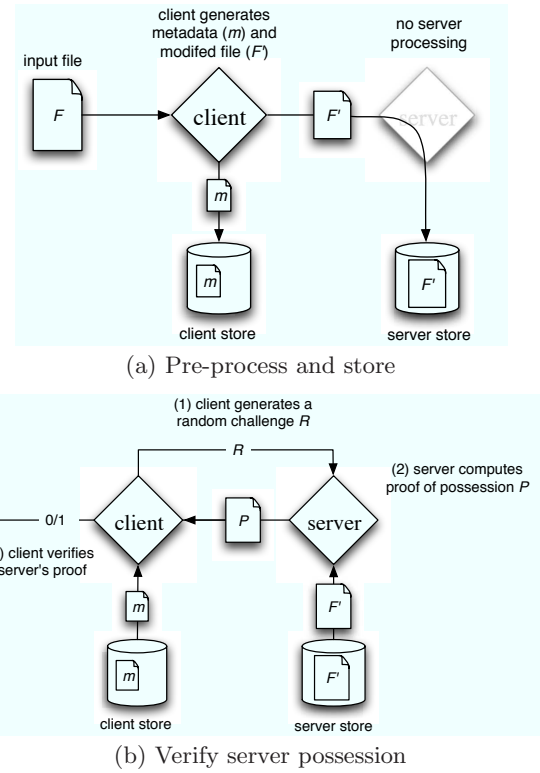 client generates
metadata (m) and
modifed file (F')
no server
processing
input file
F
client
F'
server
m
m
F'
client store
server store
(a) Pre-process and store
(1) client generates a
random challenge R
R
(2) server computes
proof of possession P
0/1
client
P
server
) client verifies
server's proof
m
F'
m
F'
client store
server store
(b) Verify server possession